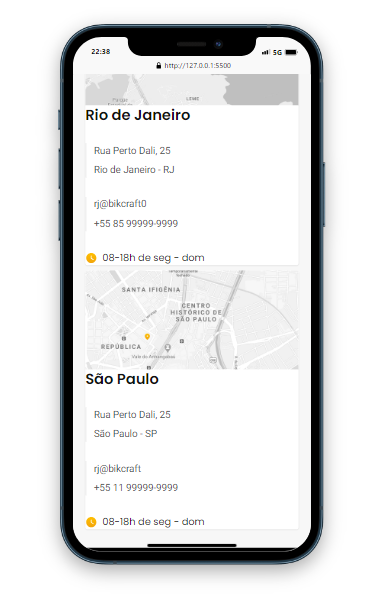 22:38
5G
http://127.0.0.1:5500
LEME
Rio de Janeiro
Rua Perto Dali, 25
Rio de Janeiro - RJ
rj@bikcraft0
+55 85 99999-9999
08-18h de seg - dom
SANTA IFIGÊNIA
CENTRO
HISTÓRICO DE
SÃO PAULO
REPÚBLICA
Vale do Anhangabaú
São Paulo
Rua Perto Dali, 25
São Paulo - SP
rj@bikcraft
+55 11 99999-9999
08-18h de seg - dom